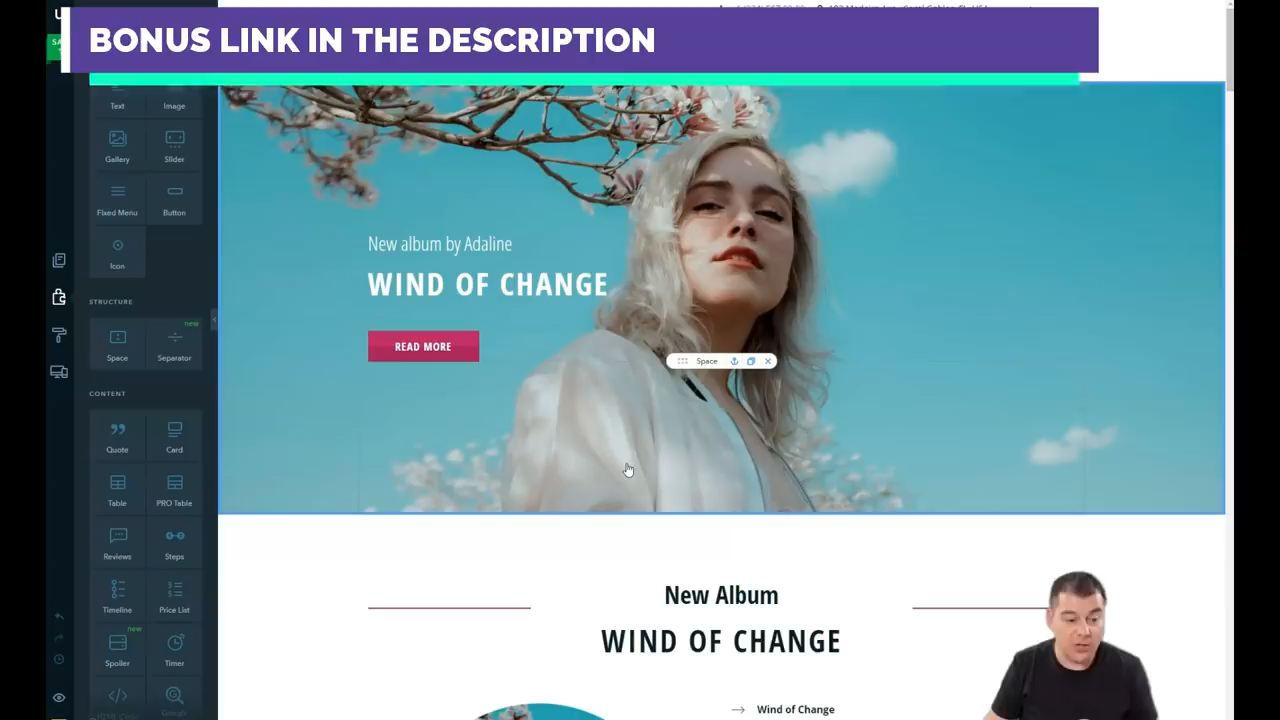 BONUS LINK IN THE DESCRIPTION
Text
Image
Gallery
Slider
Fixed Menu
Button
Icon
STRUCTURE
new
Space
Separator
CONTENT
Quote
Card
Table
PRO Table
Reviews
Steps
Timeline
Price List
new
Spoiler
Timer
New album by Adaline
WIND OF CHANGE
READ MORE
Space
New Album
WIND OF CHANGE
Wind of Change